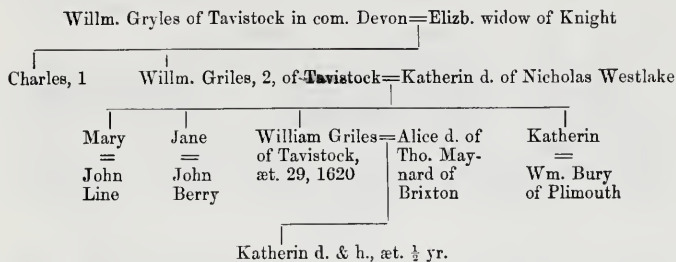 Willm. Gryles of Tavistock in com. Devon=Elizb. widow of Knight
Charles, 1 Willm. Griles, 2, of Tavistock=Katherin d. of Nicholas Westlake
Mary
=
John
Line
Jane
=
John
Berry
William Griles=Alice d. of
of Tavistock, Tho. May-
æt. 29, 1620 nard of
Brixton
Katherin
=
Wm. Bury
of Plimouth
Katherin d. & h., æt. ½ yr.